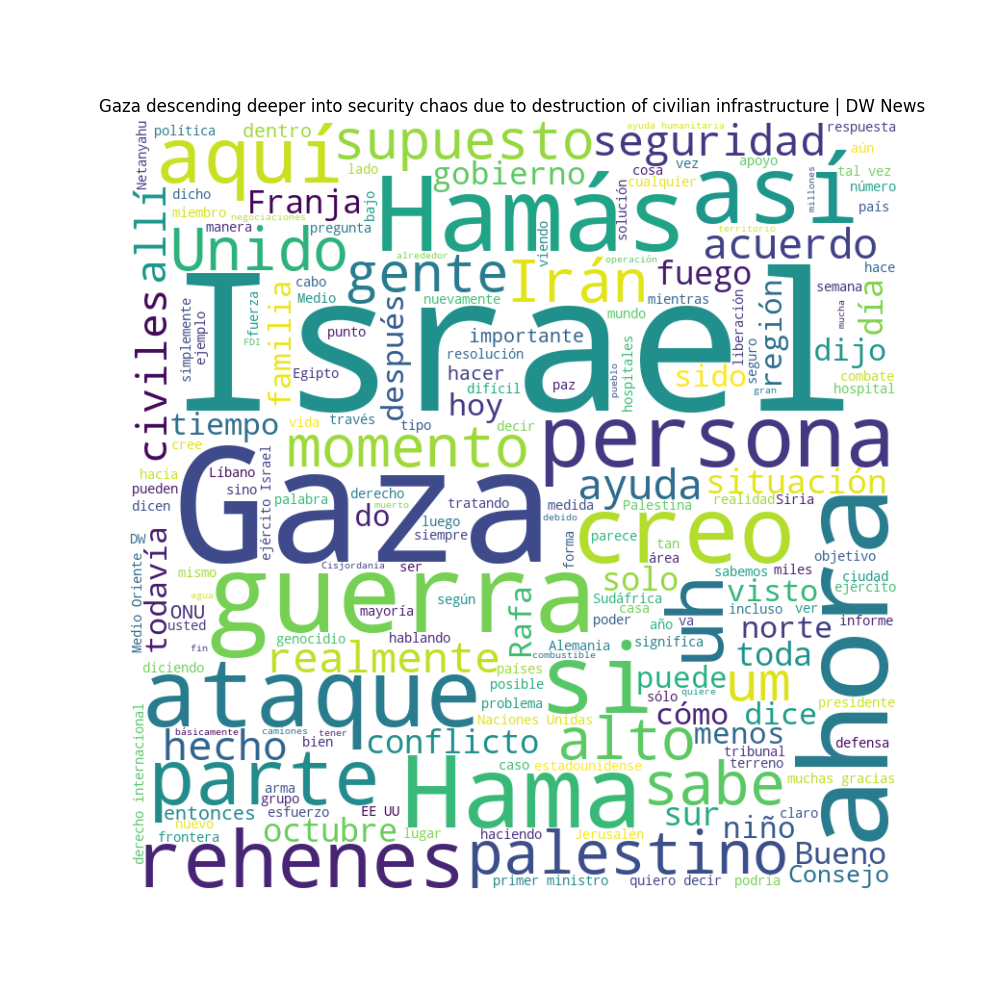 Gaza descending deeper into security chaos due to destruction of civilian infrastructure | DW News
Netanyahu
política
dentro
supuesto
seguridad
ayuda humanitaria
respuesta
aquí
lado
gobierno
cosa
vez
apoyo
aún
tal vez
cualquier
Hamás
así
dicho
Franja
bajo
solución
millones
número
allí
miembro
negociaciones
manera
pregunta
país
Unido
viendo
territorio
acuerdo
alrededor
operación
gente
Irán
fuego
hace
cabo
Medio
nuevamente
mientras
semana
Israel
simplemente
ejemplo
fuerza
FDI
familia
punto
después
importante
mundo
liberación
región
mucha
día
civiles
resolución
hacer
paz
hospitales
pueblo
sido
seguro
gran
dijo
combate
hospital
Egipto
difícil
hoy
tiempo
vida
través
tipo
decir
persona
cree
momento
hacia
Líbano
ejército Israel
Gaza
ayuda
situación
pueden
sino
palabra
derecho
muerto
tratando
medida
Palestina
realidad
Siria
ahora
dicen
do
luego
siempre
debido
creo
DW
todavía
forma
parece
tan
área
objetivo
Medio Oriente
Cisjordania
ser
mismo
guerra
solo
uh
sabemos
miles
ciudad
ejército
visto
agua
según
Rafa
Sudáfrica
casa
incluso
ver
ONU
usted
mayoría
poder
año
va
norte
informe
fin
genocidio
hablando
Alemania
significa
combustible
realmente
toda
diciendo
países
posible
si
puede
um
ataque
problema
sólo
quiere
presidente
derecho internacional
Naciones Unidas
cómo
dice
básicamente
camiones
tener
hecho
bien
conflicto
alto
menos
tribunal
defensa
parte
caso
estadounidense
terreno
Hama
sabe
muchas gracias
arma
grupo
entonces
esfuerzo
EE UU
sur
claro
nuevo
frontera
octubre
lugar
haciendo
Jerusalén
niño
rehenes
palestino
Bueno
Consejo
primer ministro
quiero decir
podría